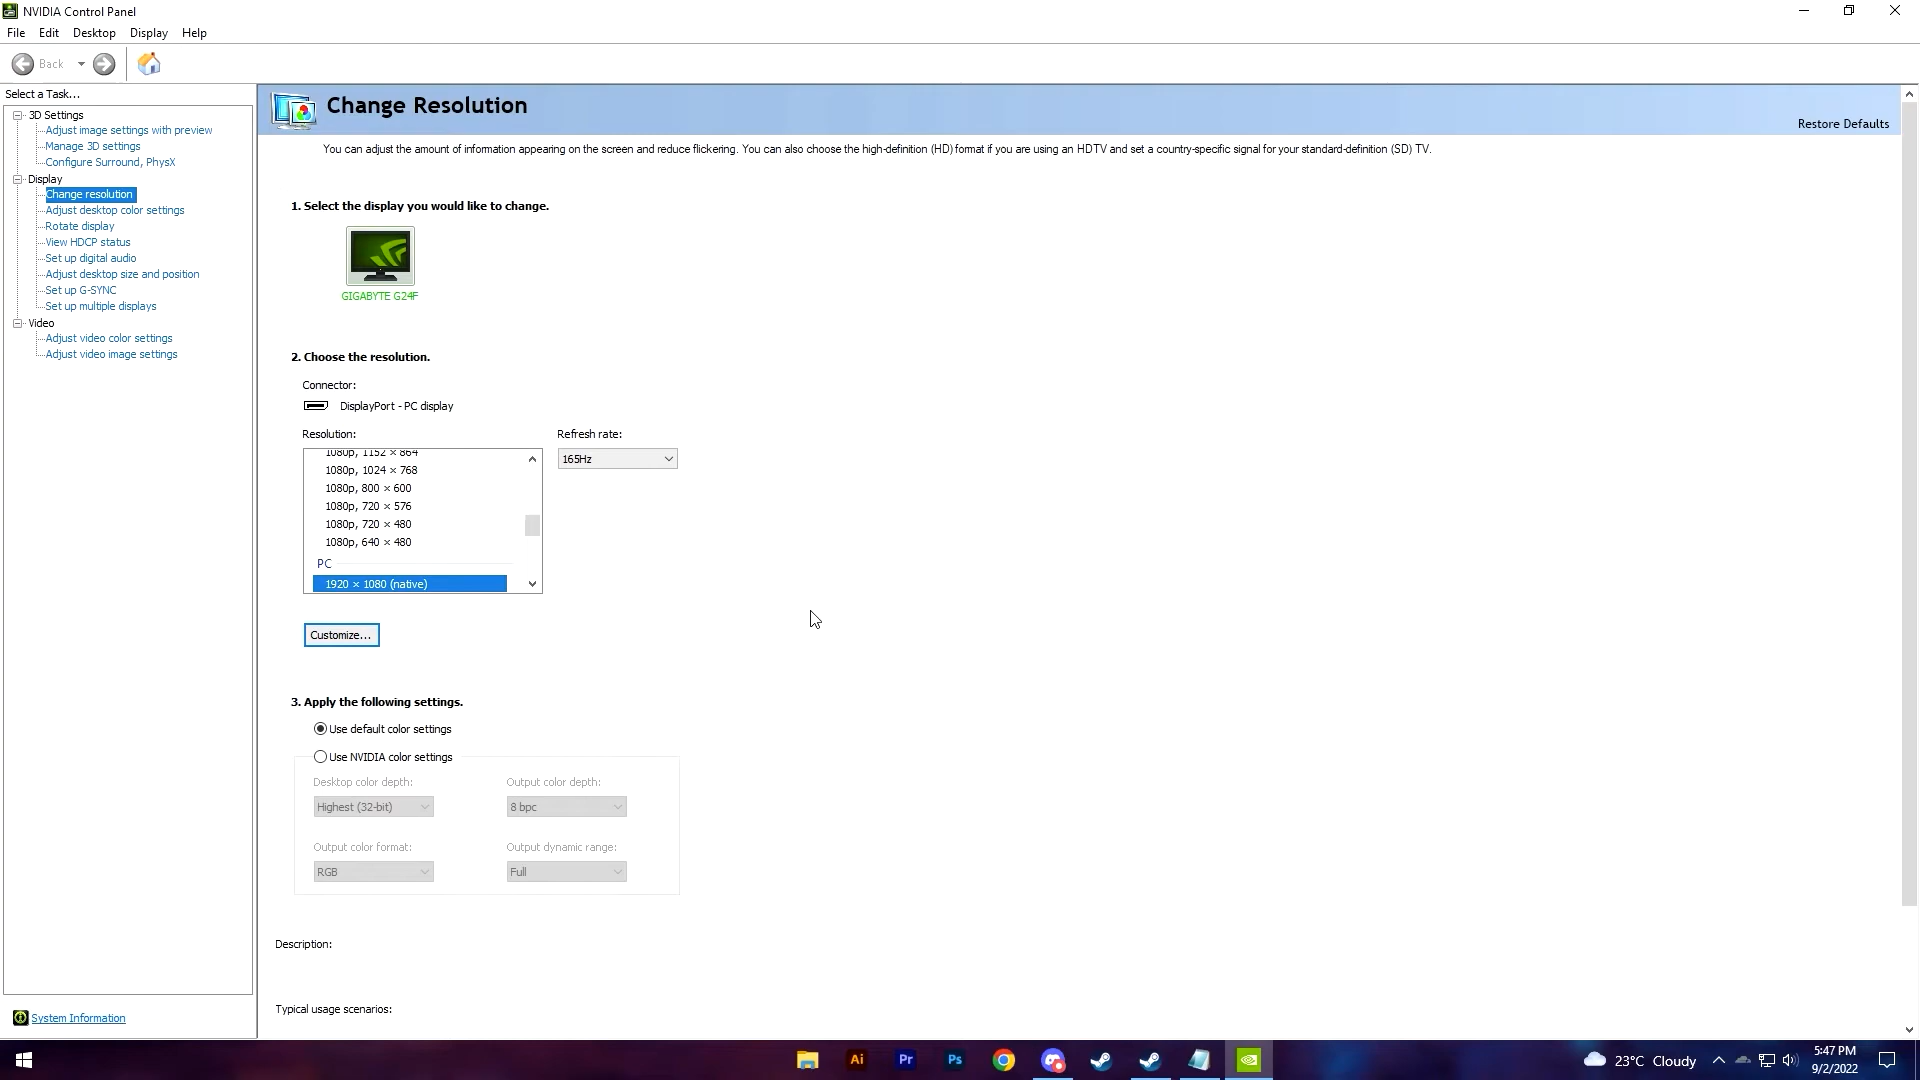 NVIDIA Control Panel
File Edit Desktop Display Help
Back
Select a Task...
3D Settings
Adjust image settings with preview
Manage 3D settings
Configure Surround, PhysX
Display
Change resolution
Adjust desktop color settings
Rotate display
View HDCP status
Set up digital audio
Adjust desktop size and position
Set up G-SYNC
Set up multiple displays
Video
Adjust video color settings
Adjust video image settings
System Information
Change Resolution
Restore Defaults
You can adjust the amount of information appearing on the screen and reduce flickering. You can also choose the high-definition (HD) format if you are using an HDTV and set a country-specific signal for your standard-definition (SD) TV.
1. Select the display you would like to change.
GIGABYTE G24F
2. Choose the resolution.
Connector:
DisplayPort - PC display
Resolution:
Refresh rate:
1080p, 1152 × 864
165Hz
1080p, 1024 × 768
1080p, 800 × 600
1080p, 720 × 576
1080p, 720 × 480
1080p, 640 × 480
PC
1920 × 1080 (native)
Customize...
3. Apply the following settings.
Use default color settings
Use NVIDIA color settings
Desktop color depth: Output color depth:
Highest (32-bit) 8 bpc
Output color format: Output dynamic range:
RGB Full
Description:
Typical usage scenarios:
Ai Pr Ps
23°C Cloudy
5:47 PM
9/2/2022